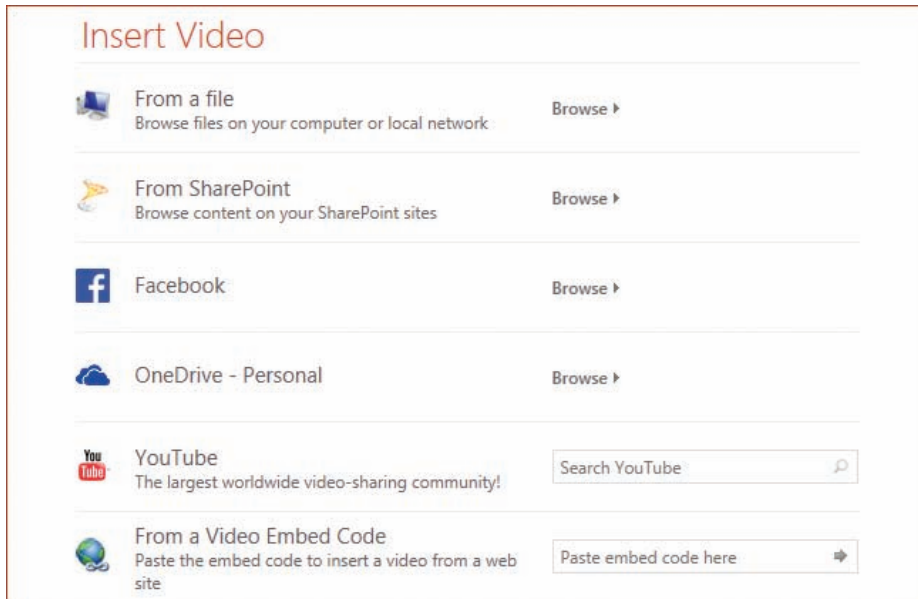 Insert Video
From a file
Browse files on your computer or local network
Browse
From SharePoint
Browse content on your SharePoint sites
Browse
Facebook
Browse
OneDrive - Personal
Browse
You
Tube
YouTube
The largest worldwide video-sharing community!
Search YouTube
From a Video Embed Code
Paste the embed code to insert a video from a web
site
Paste embed code here